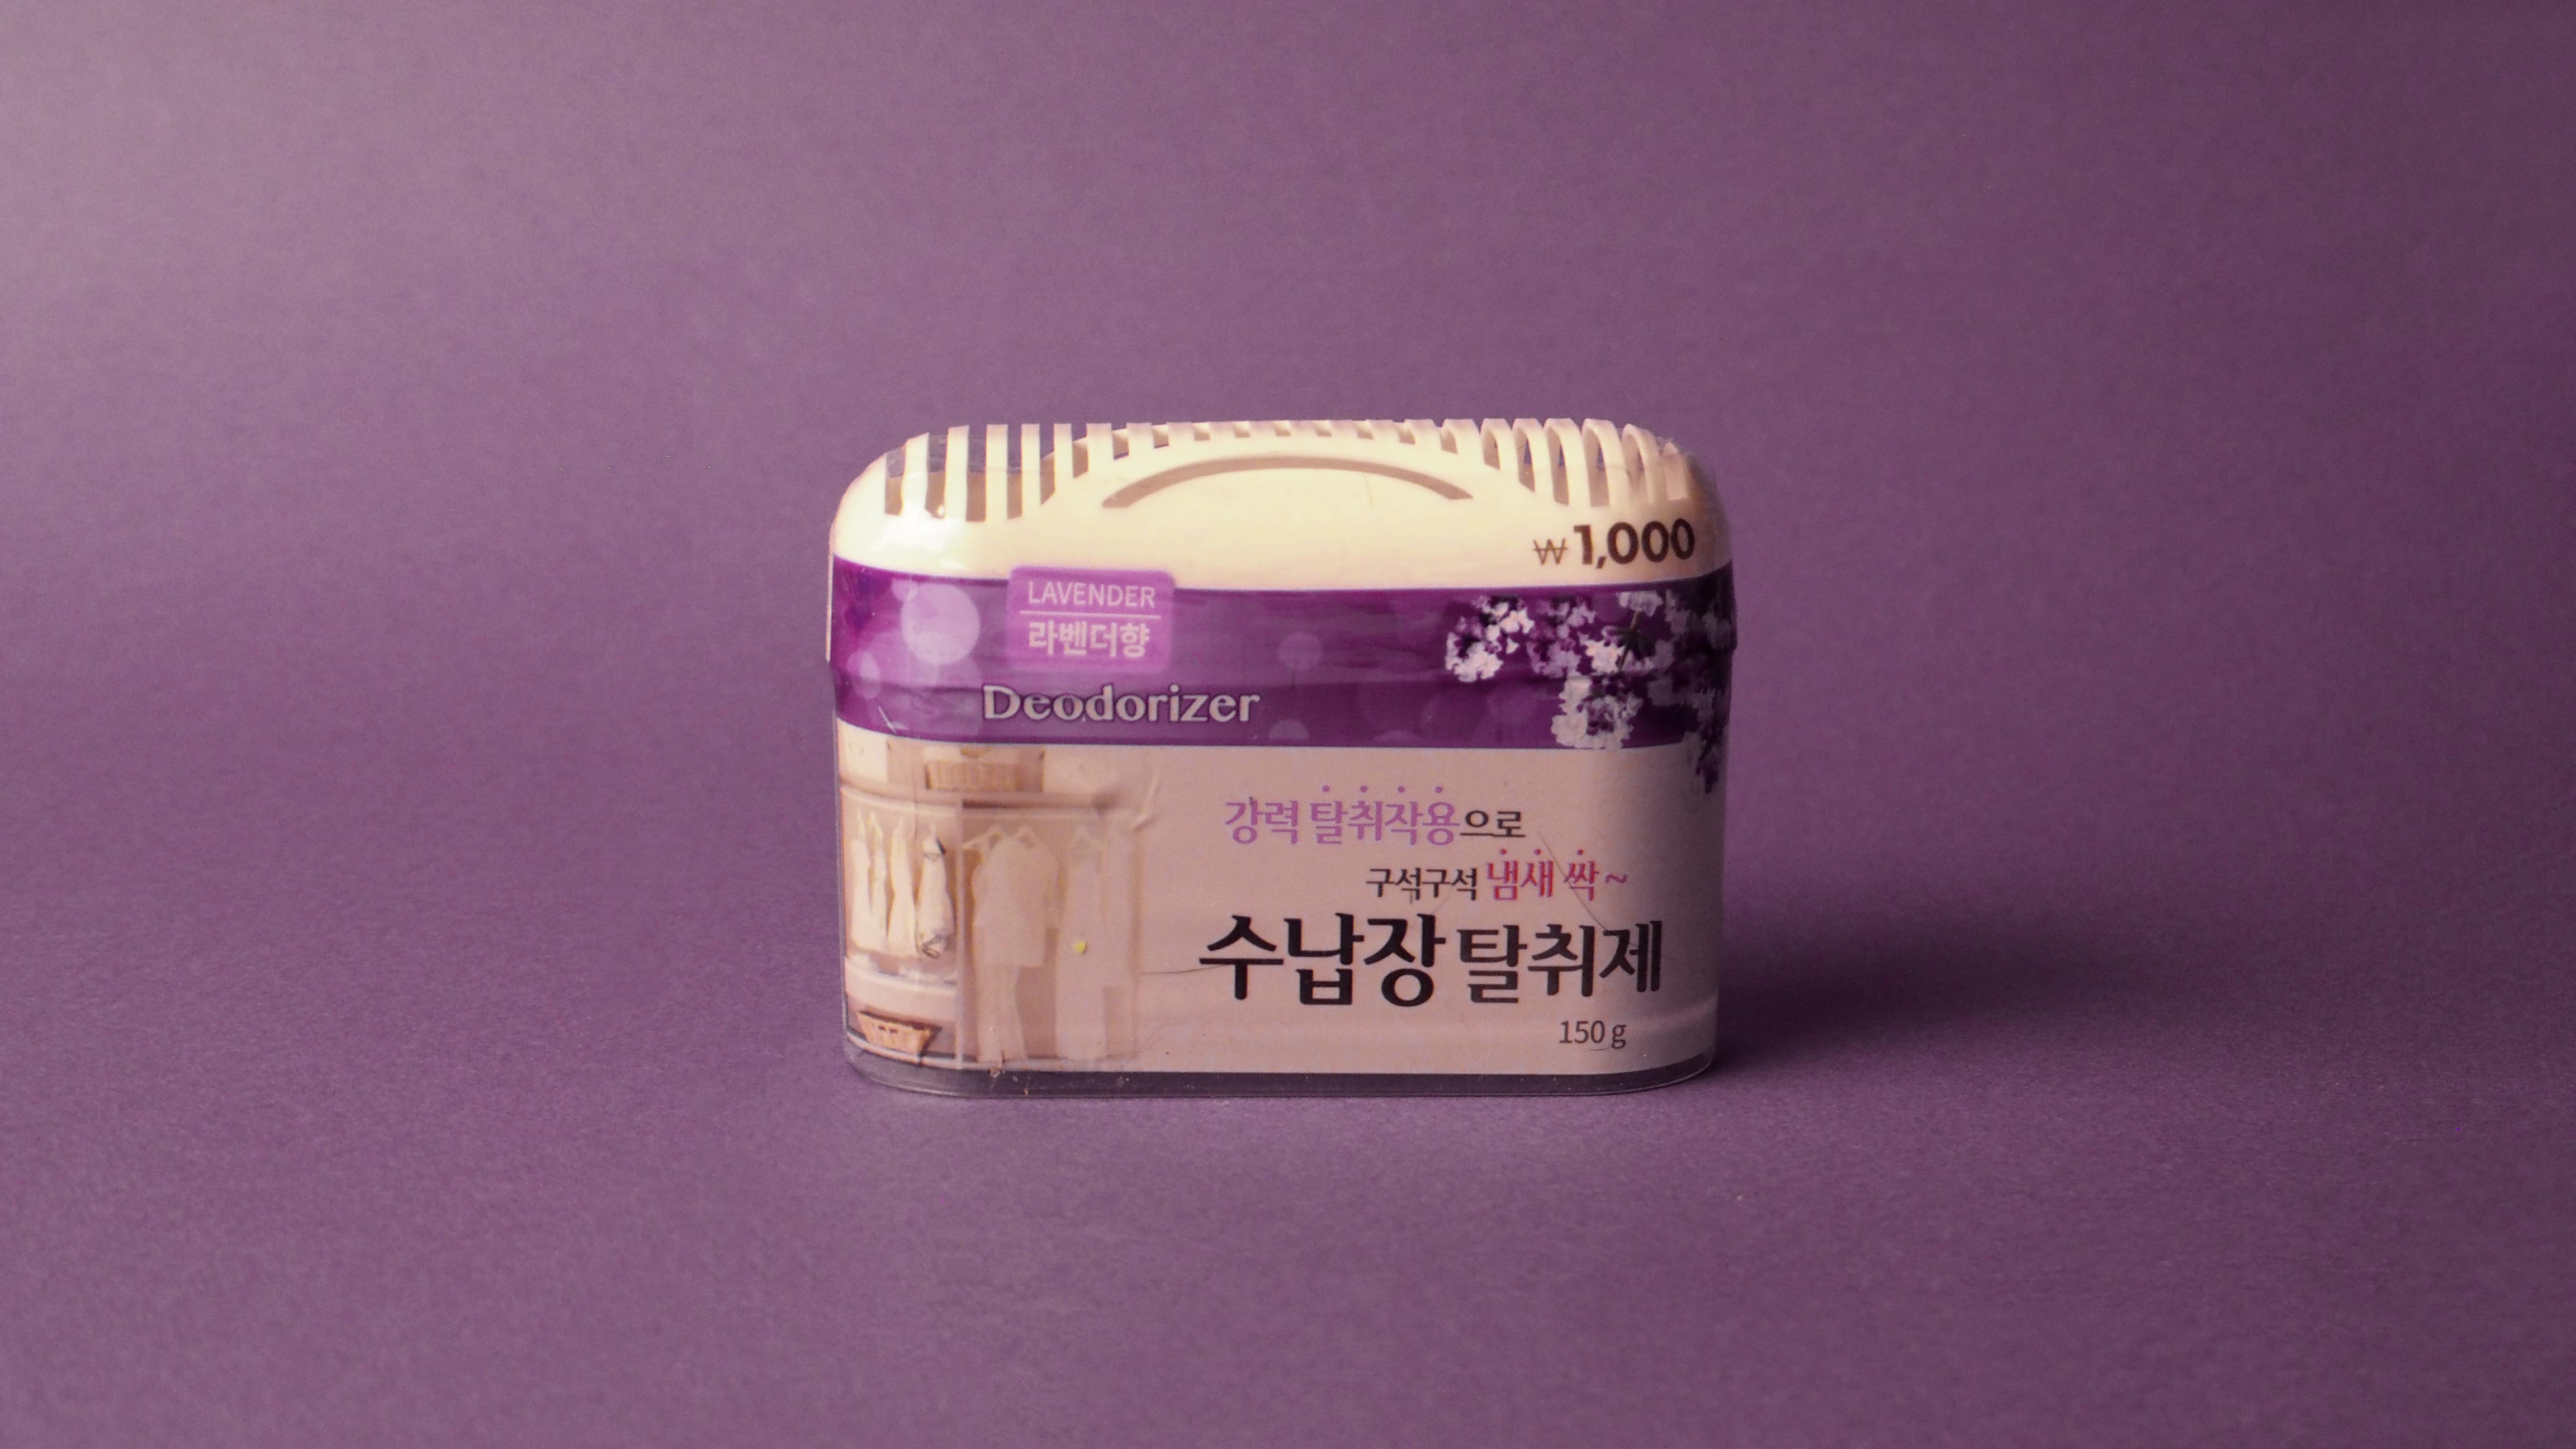 ₩1,000
LAVENDER
라벤더향
Deodorizer
강력 탈취작용으로
구석구석 냄새 싹~
수납장 탈취제
150 g